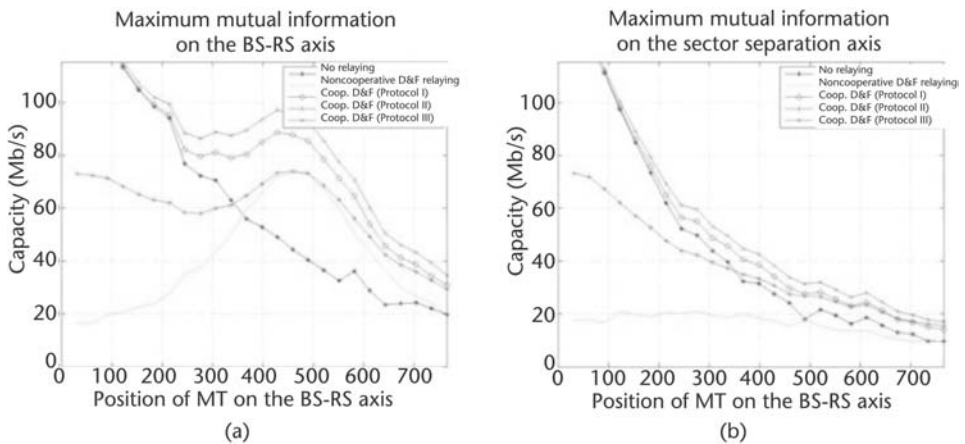 Maximum mutual information
on the BS-RS axis
No relaying
Noncooperative D&F relaying
Coop. D&F (Protocol I)
Coop. D&F (Protocol II)
Coop. D&F (Protocol III)
100
80
60
40
20
0
Capacity (Mb/s)
0 100 200 300 400 500 600 700
Position of MT on the BS-RS axis
(a)
Maximum mutual information
on the sector separation axis
No relaying
Noncooperative D&F relaying
Coop. D&F (Protocol I)
Coop. D&F (Protocol II)
Coop. D&F (Protocol III)
100
80
60
40
20
0
Capacity (Mb/s)
0 100 200 300 400 500 600 700
Position of MT on the BS-RS axis
(b)